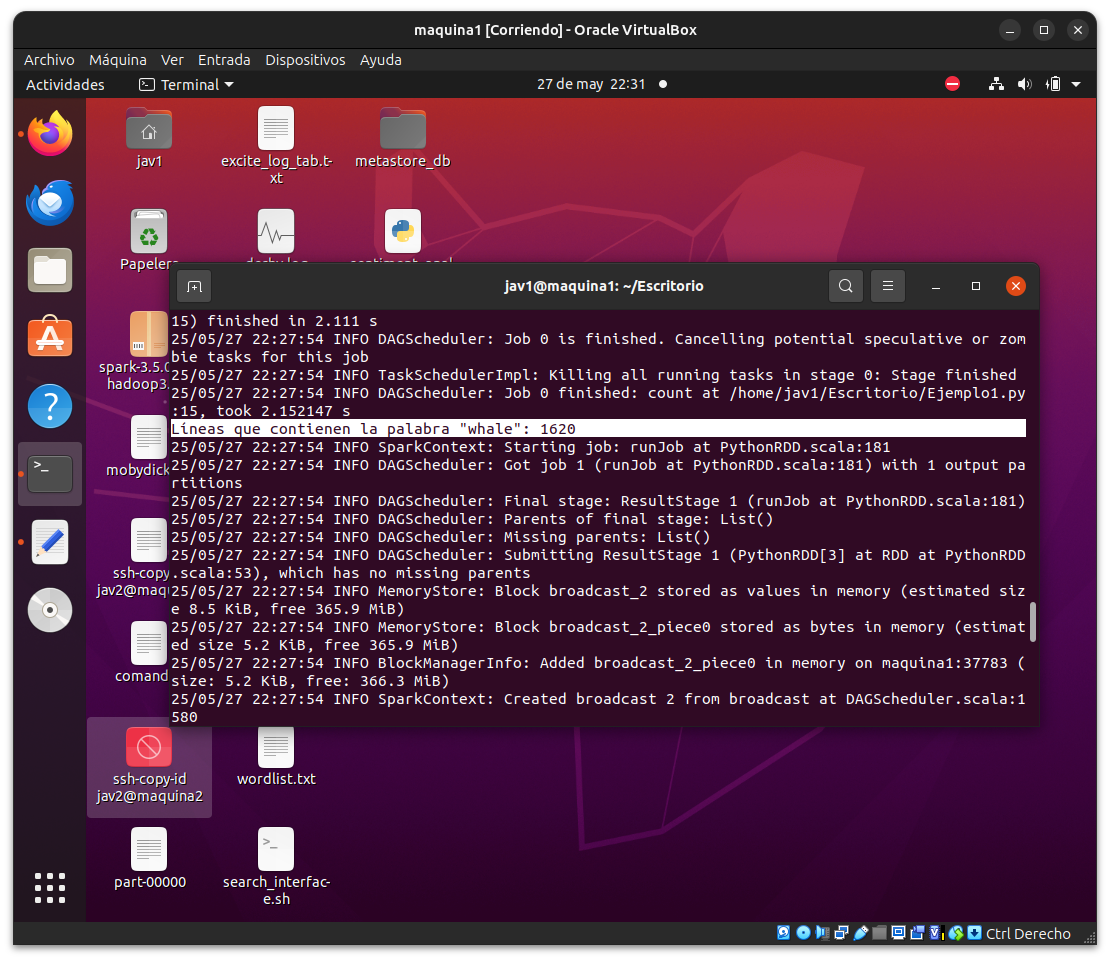 maquina1 [Corriendo] - Oracle VirtualBox
Archivo Máquina Ver Entrada Dispositivos Ayuda
Actividades Terminal 27 de may 22:31
jav1
excite_log_tab.t-
xt
metastore_db
Papelera
jav1@maquina1: ~/Escritorio
spark-3.5.0
hadoop3.
mobydick
ssh-copy
jav2@maqu
comand
15) finished in 2.111 s
25/05/27 22:27:54 INFO DAGScheduler: Job 0 is finished. Cancelling potential speculative or zom
bie tasks for this job
25/05/27 22:27:54 INFO TaskSchedulerImpl: Killing all running tasks in stage 0: Stage finished
25/05/27 22:27:54 INFO DAGScheduler: Job 0 finished: count at /home/jav1/Escritorio/Ejemplo1.py
:15, took 2.152147 s
Líneas que contienen la palabra "whale": 1620
25/05/27 22:27:54 INFO SparkContext: Starting job: runJob at PythonRDD.scala:181
25/05/27 22:27:54 INFO DAGScheduler: Got job 1 (runJob at PythonRDD.scala:181) with 1 output pa
rtitions
25/05/27 22:27:54 INFO DAGScheduler: Final stage: ResultStage 1 (runJob at PythonRDD.scala:181)
25/05/27 22:27:54 INFO DAGScheduler: Parents of final stage: List()
25/05/27 22:27:54 INFO DAGScheduler: Missing parents: List()
25/05/27 22:27:54 INFO DAGScheduler: Submitting ResultStage 1 (PythonRDD[3] at RDD at PythonRDD
.scala:53), which has no missing parents
25/05/27 22:27:54 INFO MemoryStore: Block broadcast_2 stored as values in memory (estimated siz
e 8.5 KiB, free 365.9 MiB)
25/05/27 22:27:54 INFO MemoryStore: Block broadcast_2_piece0 stored as bytes in memory (estimat
ed size 5.2 KiB, free 365.9 MiB)
25/05/27 22:27:54 INFO BlockManagerInfo: Added broadcast_2_piece0 in memory on maquina1:37783 (
size: 5.2 KiB, free: 366.3 MiB)
25/05/27 22:27:54 INFO SparkContext: Created broadcast 2 from broadcast at DAGScheduler.scala:1
580
ssh-copy-id
jav2@maquina2
wordlist.txt
part-00000
search_interfac-
e.sh
Ctrl Derecho